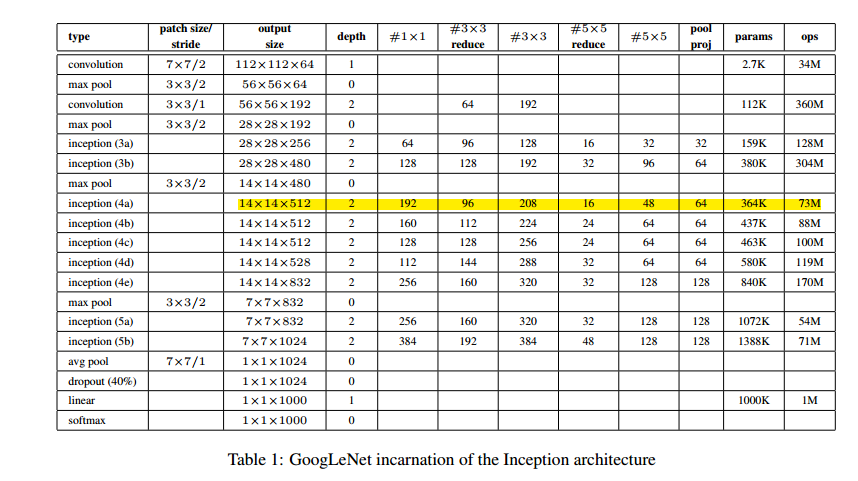 type patch size/stride output size depth #1×1 #3×3 reduce #3×3 #5×5 reduce #5×5 pool proj params ops
convolution 7×7/2 112×112×64 1 2.7K 34M
max pool 3×3/2 56×56×64 0
convolution 3×3/1 56×56×192 2 64 192 112K 360M
max pool 3×3/2 28×28×192 0
inception (3a) 28×28×256 2 64 96 128 16 32 32 159K 128M
inception (3b) 28×28×480 2 128 128 192 32 96 64 380K 304M
max pool 3×3/2 14×14×480 0
inception (4a) 14×14×512 2 192 96 208 16 48 64 364K 73M
inception (4b) 14×14×512 2 160 112 224 24 64 64 437K 88M
inception (4c) 14×14×512 2 128 128 256 24 64 64 463K 100M
inception (4d) 14×14×528 2 112 144 288 32 64 64 580K 119M
inception (4e) 14×14×832 2 256 160 320 32 128 128 840K 170M
max pool 3×3/2 7×7×832 0
inception (5a) 7×7×832 2 256 160 320 32 128 128 1072K 54M
inception (5b) 7×7×1024 2 384 192 384 48 128 128 1388K 71M
avg pool 7×7/1 1×1×1024 0
dropout (40%) 1×1×1024 0
linear 1×1×1000 1 1000K 1M
softmax 1×1×1000 0
Table 1: GoogLeNet incarnation of the Inception architecture